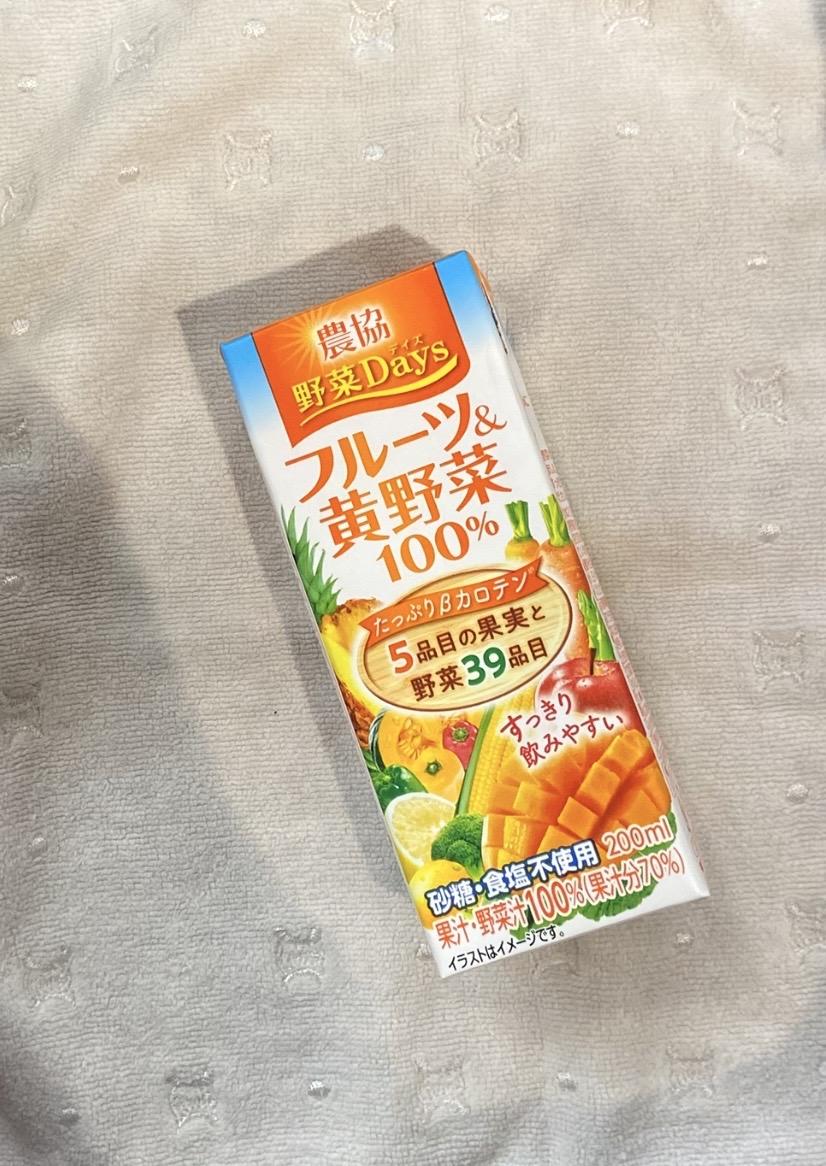 農協
デイズ
野菜Days
フルーツ&
黄野菜
100%
たっぷりβカロテン
5品目の果実と
野菜39品目
すっきり
飲みやすい
200ml
砂糖・食塩不使用
果汁・野菜汁100%(果汁分70%)
イラストはイメージです。